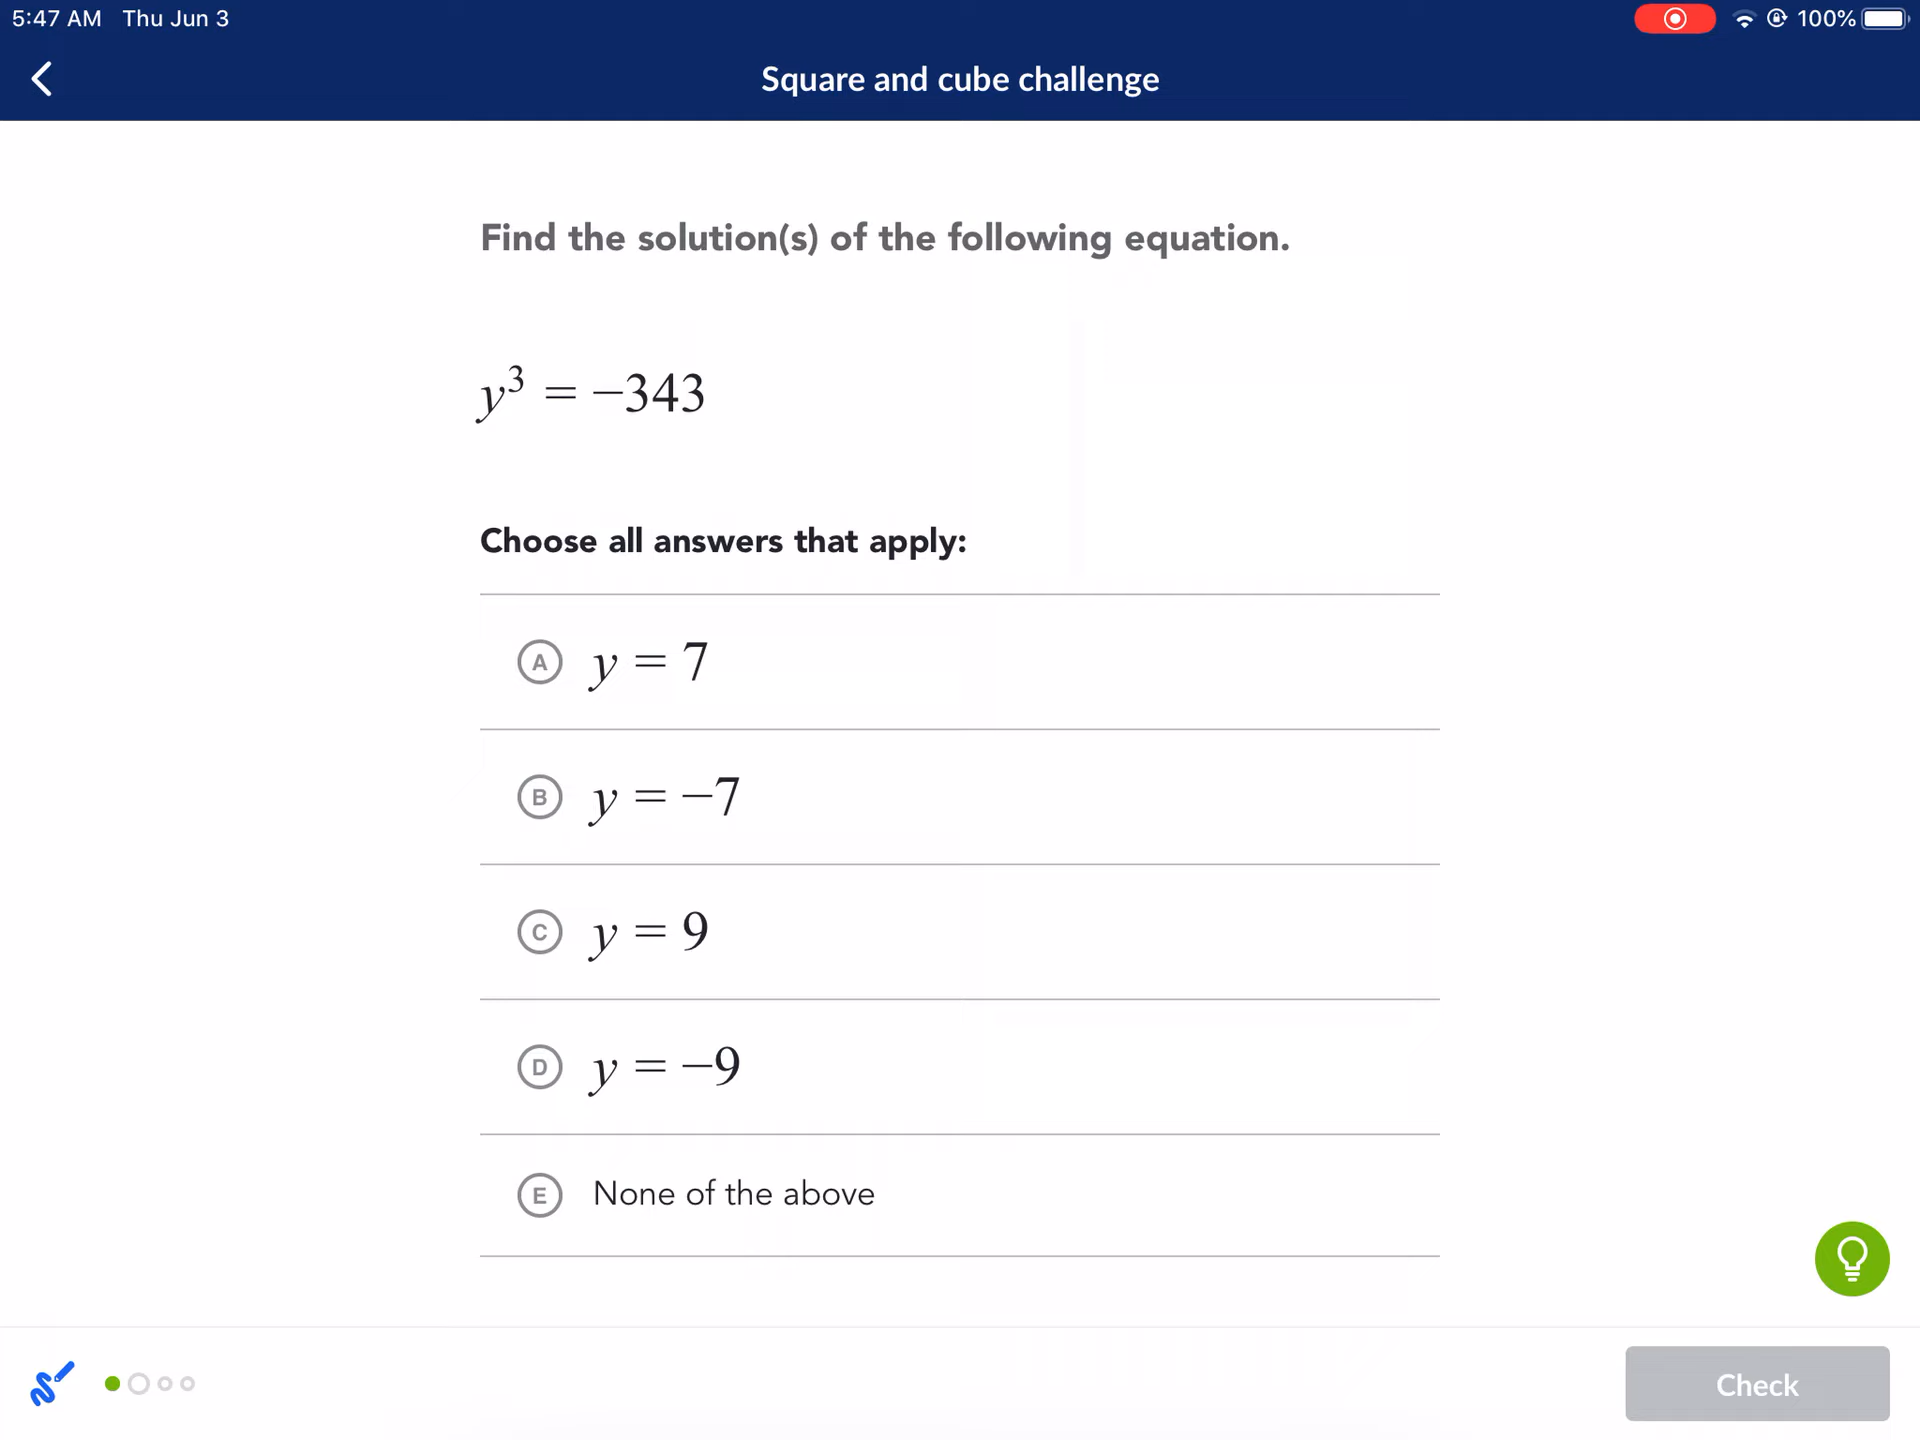 5:47 AM Thu Jun 3
100%
Square and cube challenge
Find the solution(s) of the following equation.
y³ = −343
Choose all answers that apply:
A y = 7
B y = −7
C y = 9
D y = −9
E None of the above
Check